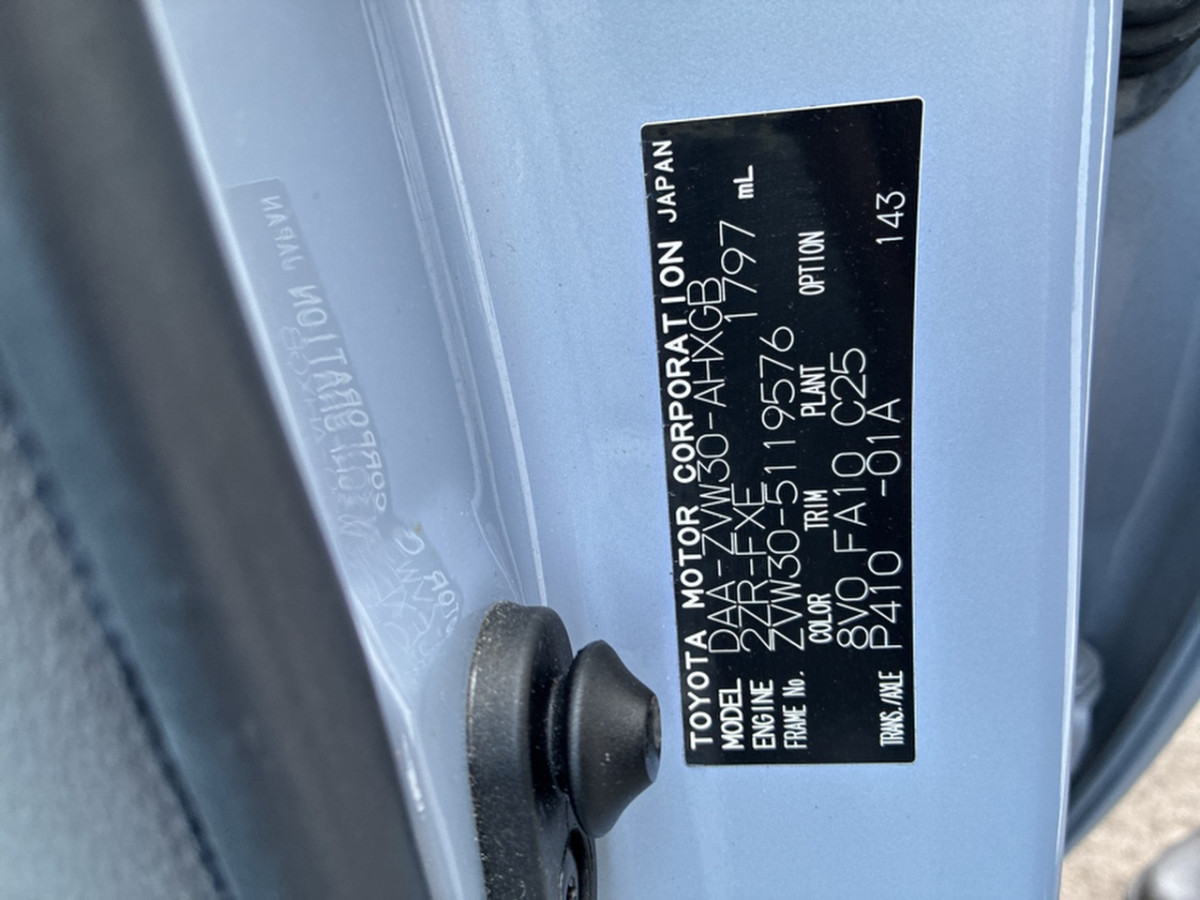 TOYOTA MOTOR CORPORATION JAPAN
MODEL DAA-ZVW30-AHXGB
ENGINE 2ZR-FXE 1797 mL
FRAME No. ZVW30-5119576
COLOR TRIM PLANT OPTION
8V0 FA10 C25
TRANS./AXLE P410 -01A 143